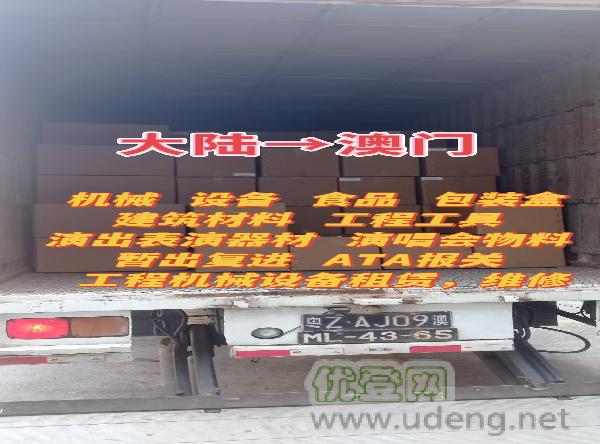 大陆→澳门
机械 设备 食品 包装盒
建筑材料 工程工具
演出表演器材 演唱会物料
暂出复进 ATA报关
工程机械设备租赁，维修
粤Z·AJ09澳
ML-43-65
优登网
www.udeng.net